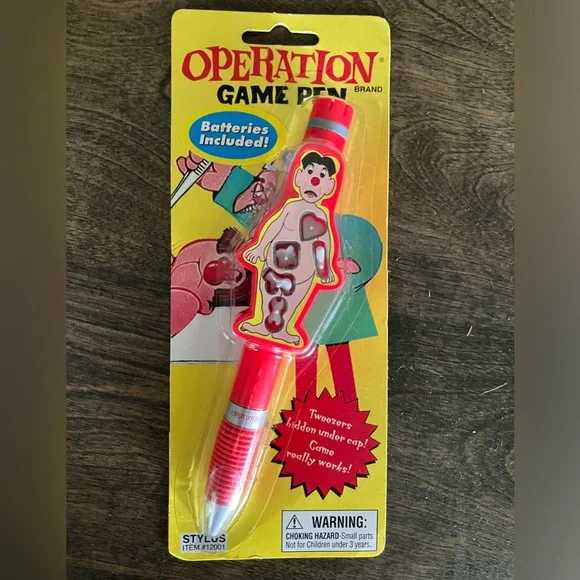 OPERATION®
GAME PEN BRAND
Batteries
Included!
OPERATION
Tweezers
hidden under cap!
Game
really works!
WARNING:
CHOKING HAZARD-Small parts.
Not for Children under 3 years.
STYLUS
ITEM #12001